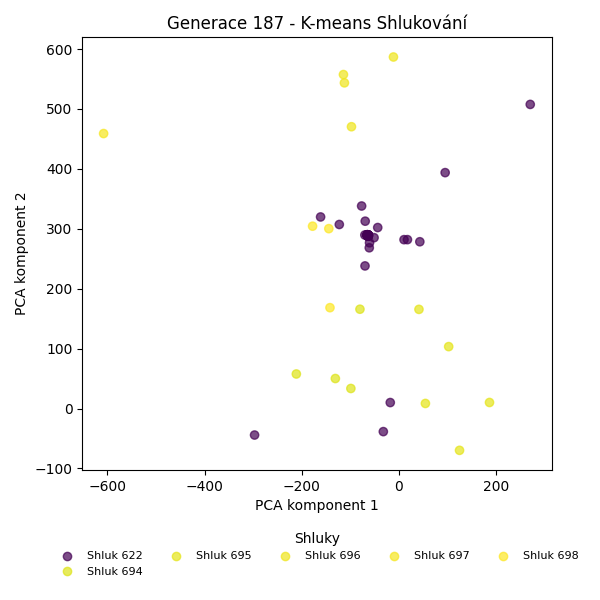 Generace 187 - K-means Shlukování
600
500
400
300
200
100
0
−100
PCA komponent 2
−600
−400
−200
0
200
PCA komponent 1
Shluky
Shluk 622
Shluk 695
Shluk 696
Shluk 697
Shluk 698
Shluk 694